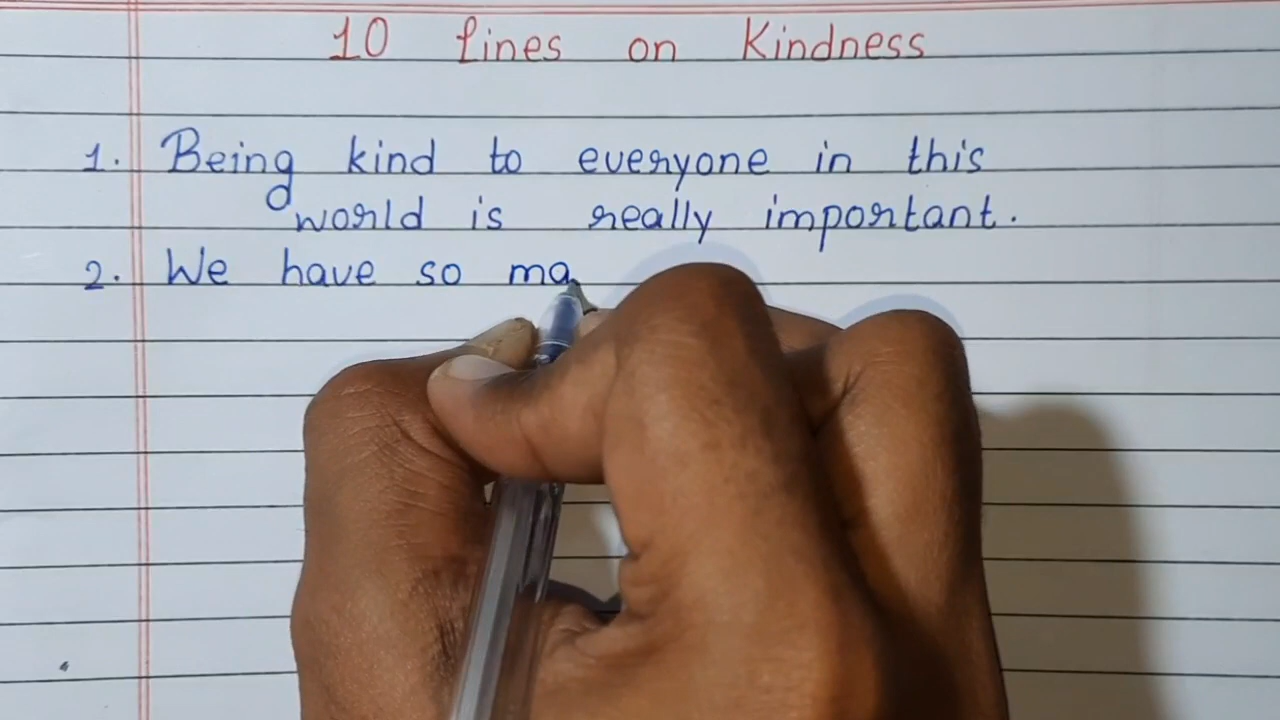 10 lines on Kindness
1. Being kind to everyone in this
world is really important.
2. We have so ma